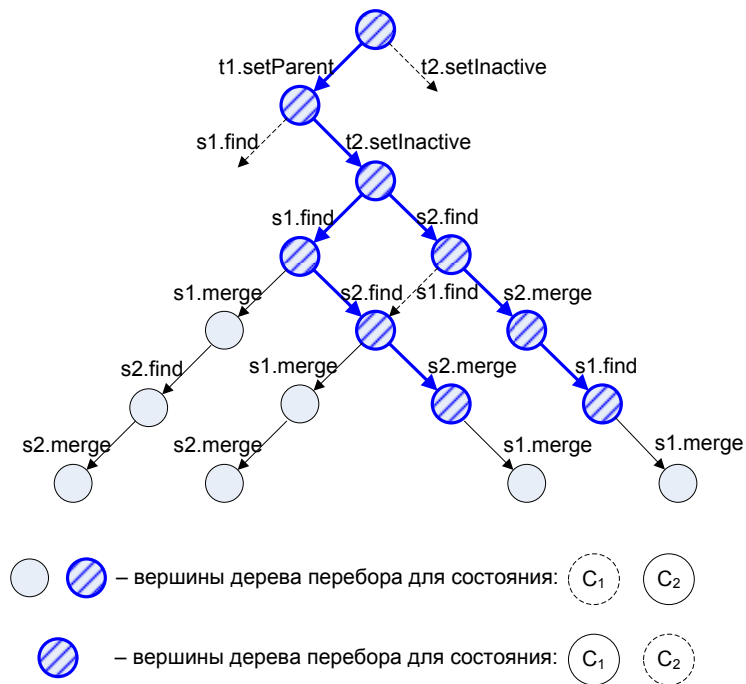 t1.setParent
t2.setInactive
s1.find
t2.setInactive
s1.find
s2.find
s1.merge
s2.find
s1.find
s2.merge
s2.find
s1.merge
s2.merge
s1.find
s2.merge
s2.merge
s1.merge
s1.merge
– вершины дерева перебора для состояния: C₁ C₂
– вершины дерева перебора для состояния: C₁ C₂